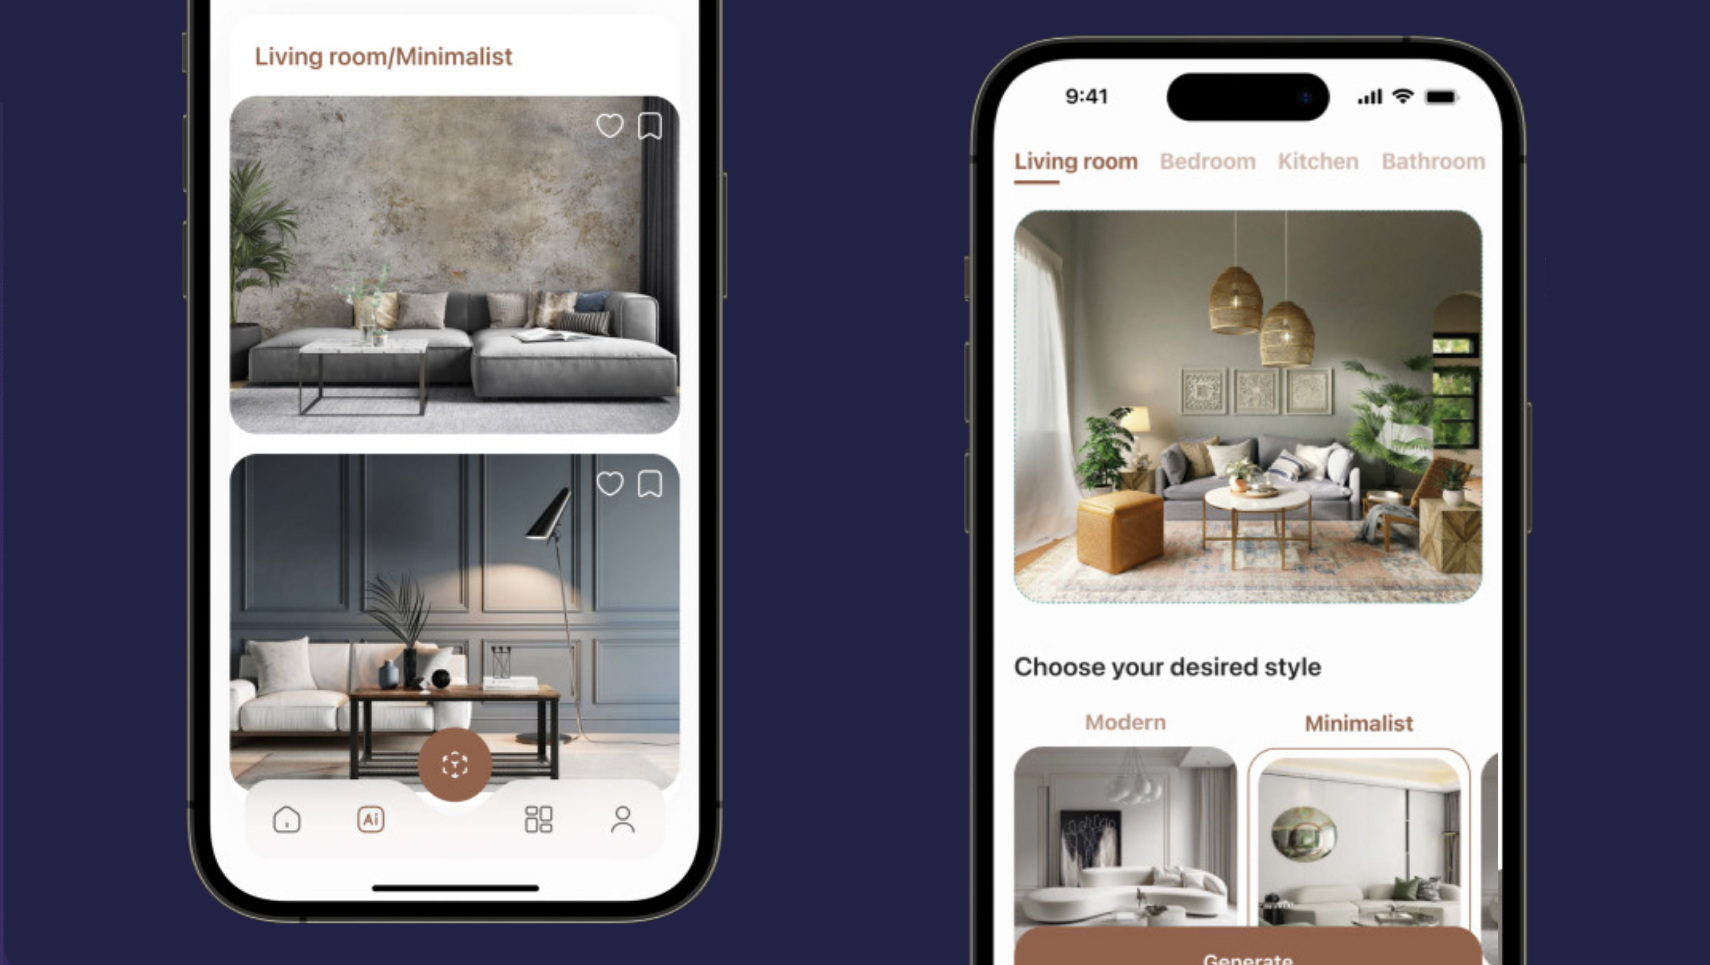 Living room/Minimalist
Ai
9:41
Living room Bedroom Kitchen Bathroom
Choose your desired style
Modern Minimalist
Generate